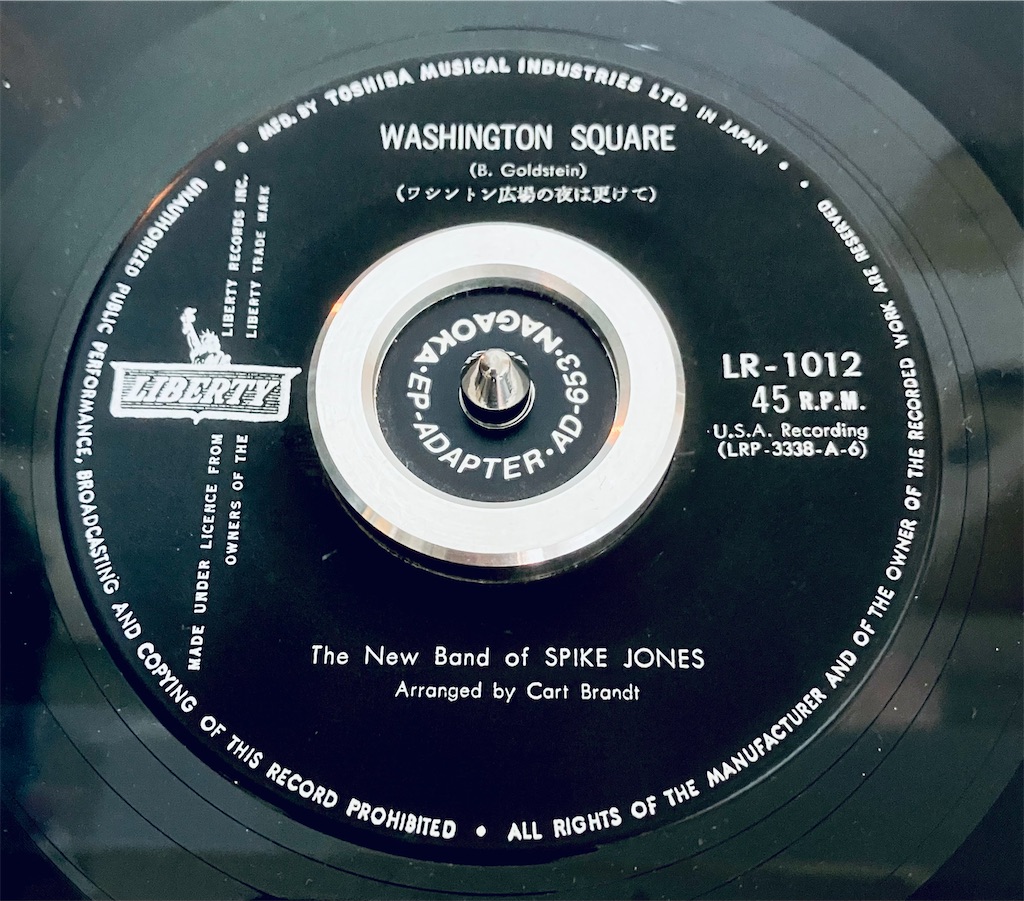 MFD. BY TOSHIBA MUSICAL INDUSTRIES LTD. IN JAPAN
WASHINGTON SQUARE
(B. Goldstein)
(ワシントン広場の夜は更けて)
LIBERTY RECORDS INC.
LIBERTY TRADE MARK
LIBERTY
MADE UNDER LICENCE FROM
OWNERS OF THE
NAGAOKA·EP-ADAPTER·AD-653·
LR-1012
45 R.P.M.
U.S.A. Recording
(LRP-3338-A-6)
The New Band of SPIKE JONES
Arranged by Cart Brandt
UNAUTHORIZED PUBLIC PERFORMANCE, BROADCASTING AND COPYING OF THIS RECORD PROHIBITED • ALL RIGHTS OF THE MANUFACTURER AND OF THE OWNER OF THE RECORDED WORK ARE RESERVED